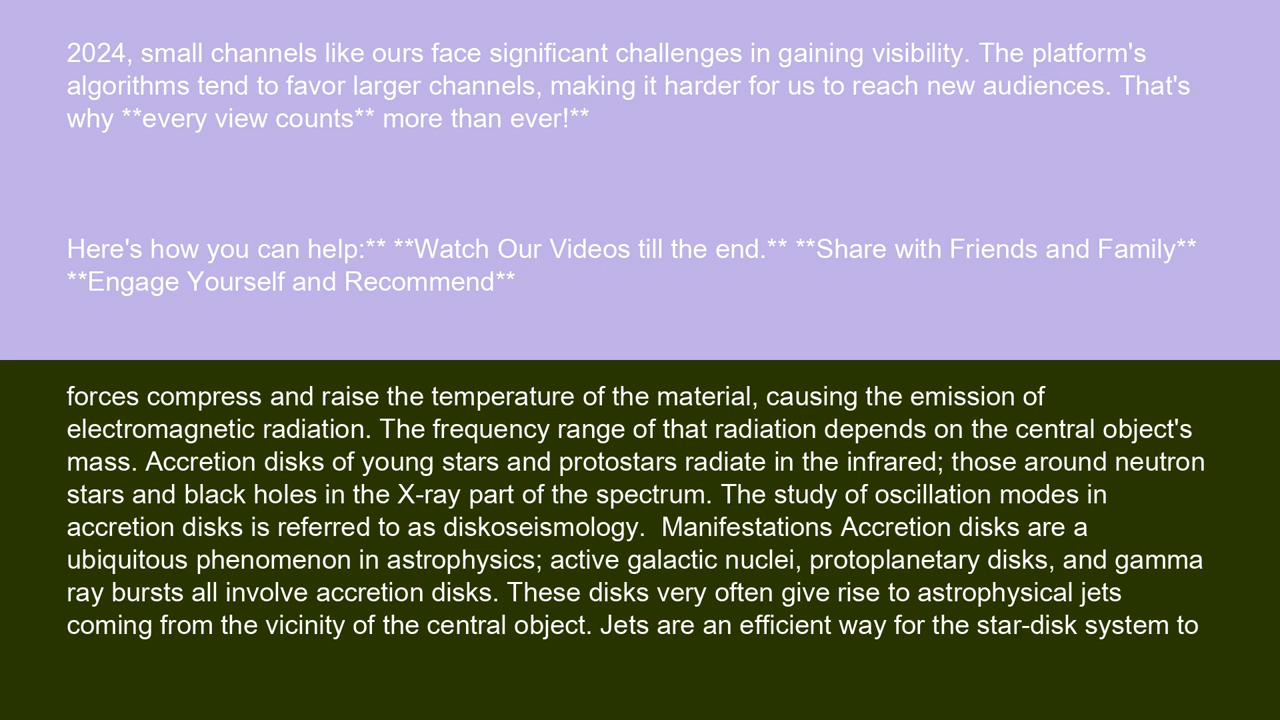 2024, small channels like ours face significant challenges in gaining visibility. The platform's
algorithms tend to favor larger channels, making it harder for us to reach new audiences. That's
why **every view counts** more than ever!**
Here's how you can help:** **Watch Our Videos till the end.** **Share with Friends and Family**
**Engage Yourself and Recommend**
forces compress and raise the temperature of the material, causing the emission of
electromagnetic radiation. The frequency range of that radiation depends on the central object's
mass. Accretion disks of young stars and protostars radiate in the infrared; those around neutron
stars and black holes in the X-ray part of the spectrum. The study of oscillation modes in
accretion disks is referred to as diskoseismology.  Manifestations Accretion disks are a
ubiquitous phenomenon in astrophysics; active galactic nuclei, protoplanetary disks, and gamma
ray bursts all involve accretion disks. These disks very often give rise to astrophysical jets
coming from the vicinity of the central object. Jets are an efficient way for the star-disk system to